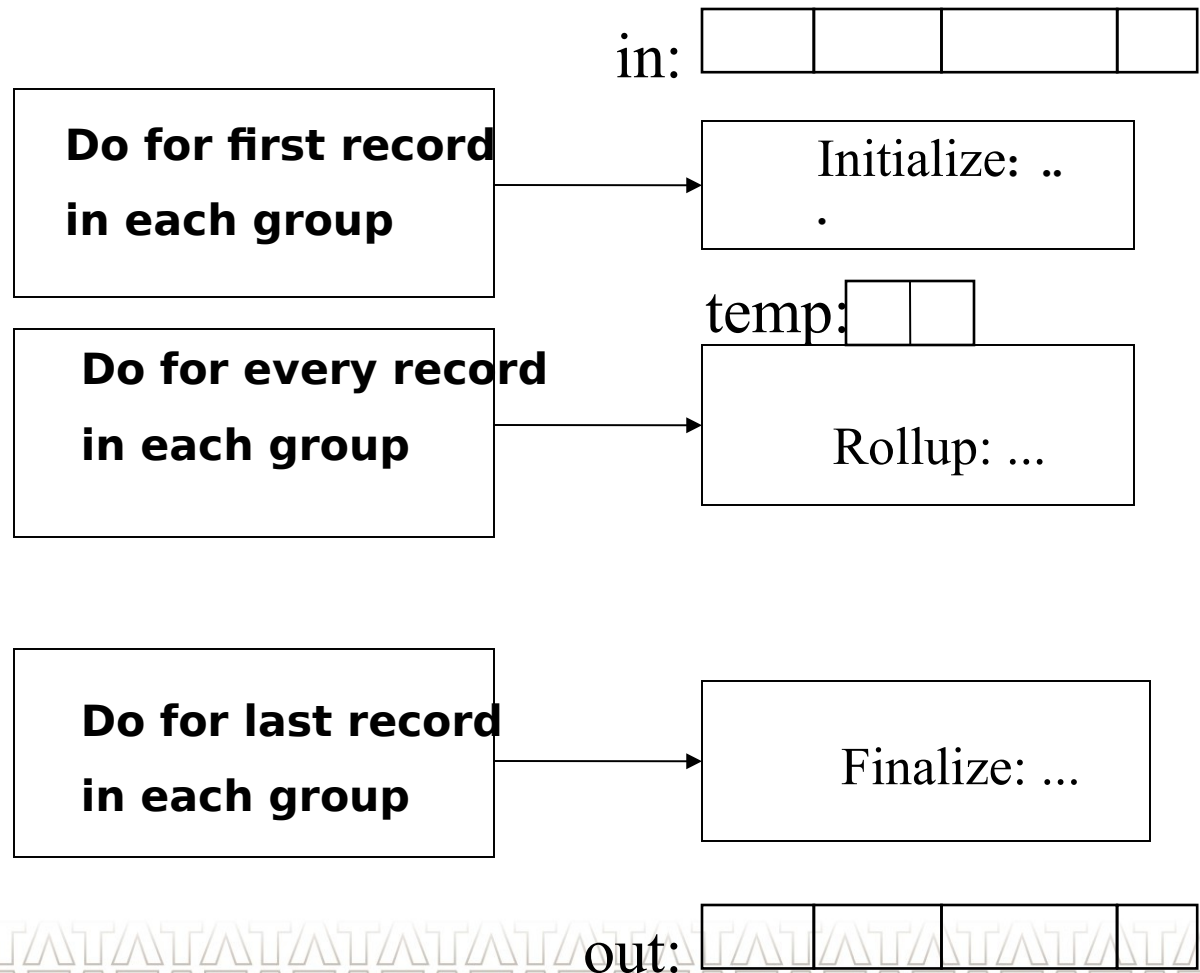 in:
Do for first record
in each group
Initialize: ..
.
temp:
Do for every record
in each group
Rollup: ...
Do for last record
in each group
Finalize: ...
out:
TATATATATATATATATATATATATATA